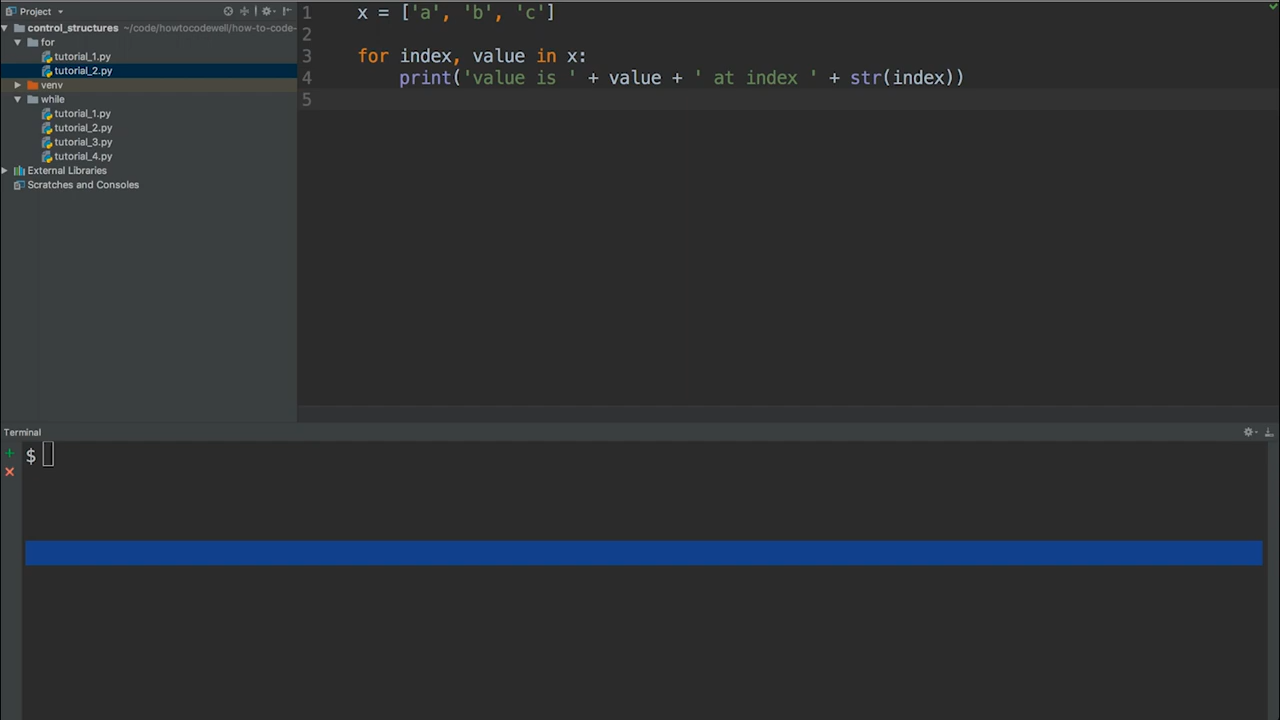 Project
control_structures ~/code/howtocodewell/how-to-code-
for
tutorial_1.py
tutorial_2.py
venv
while
tutorial_1.py
tutorial_2.py
tutorial_3.py
tutorial_4.py
External Libraries
Scratches and Consoles
1 x = ['a', 'b', 'c']
2
3 for index, value in x:
4 print('value is ' + value + ' at index ' + str(index))
5
Terminal
$